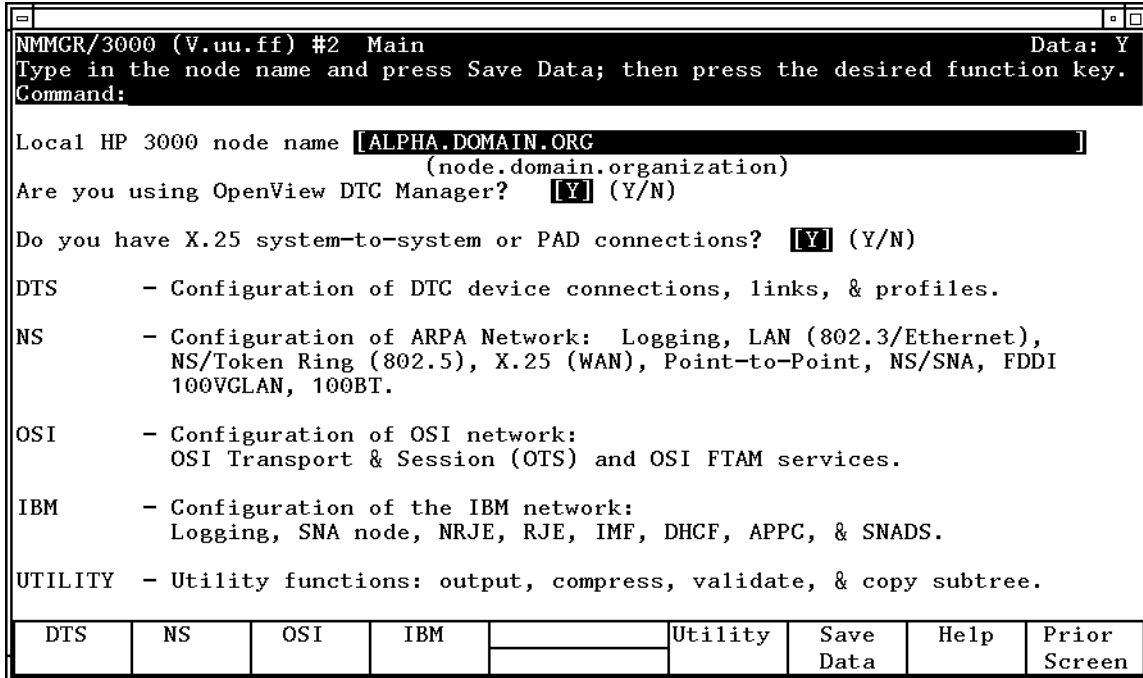 NMMGR/3000 (V.uu.ff) #2 Main Data: Y
Type in the node name and press Save Data; then press the desired function key.
Command:
Local HP 3000 node name [ALPHA.DOMAIN.ORG ]
(node.domain.organization)
Are you using OpenView DTC Manager? [Y] (Y/N)
Do you have X.25 system-to-system or PAD connections? [Y] (Y/N)
DTS - Configuration of DTC device connections, links, & profiles.
NS - Configuration of ARPA Network: Logging, LAN (802.3/Ethernet),
NS/Token Ring (802.5), X.25 (WAN), Point-to-Point, NS/SNA, FDDI
100VGLAN, 100BT.
OSI - Configuration of OSI network:
OSI Transport & Session (OTS) and OSI FTAM services.
IBM - Configuration of the IBM network:
Logging, SNA node, NRJE, RJE, IMF, DHCF, APPC, & SNADS.
UTILITY - Utility functions: output, compress, validate, & copy subtree.
DTS NS OSI IBM Utility Save Help Prior
Data Screen